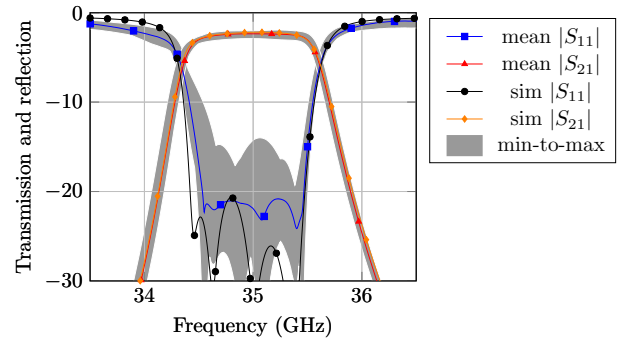 Transmission and reflection
0
−10
−20
−30
34
35
36
Frequency (GHz)
mean |S11|
mean |S21|
sim |S11|
sim |S21|
min-to-max